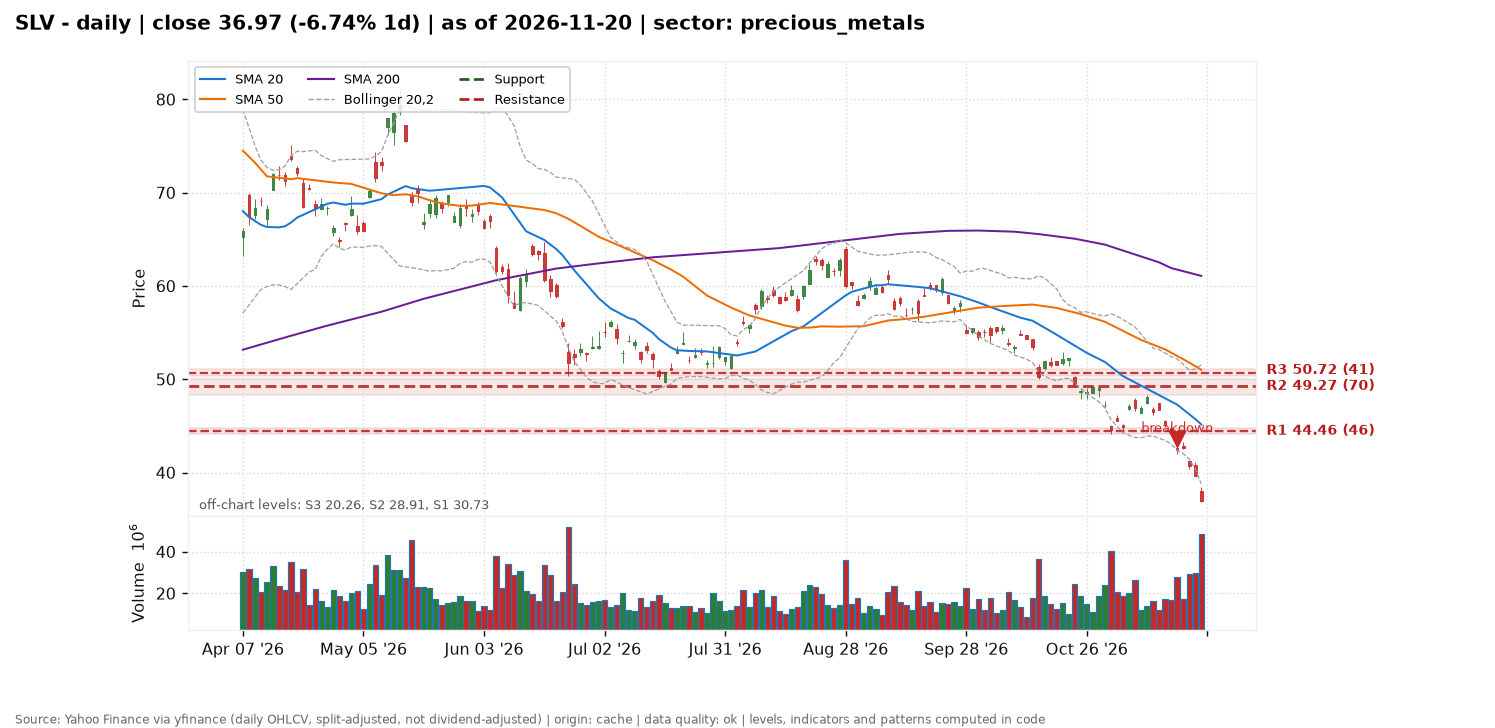 SLV - daily | close 36.97 (-6.74% 1d) | as of 2026-11-20 | sector: precious_metals
SMA 20
SMA 50
SMA 200
Bollinger 20,2
Support
Resistance
Price
80
70
60
50
40
R3 50.72 (41)
R2 49.27 (70)
R1 44.46 (46)
breakdown
off-chart levels: S3 20.26, S2 28.91, S1 30.73
Volume 10⁶
40
20
Apr 07 '26
May 05 '26
Jun 03 '26
Jul 02 '26
Jul 31 '26
Aug 28 '26
Sep 28 '26
Oct 26 '26
Source: Yahoo Finance via yfinance (daily OHLCV, split-adjusted, not dividend-adjusted) | origin: cache | data quality: ok | levels, indicators and patterns computed in code